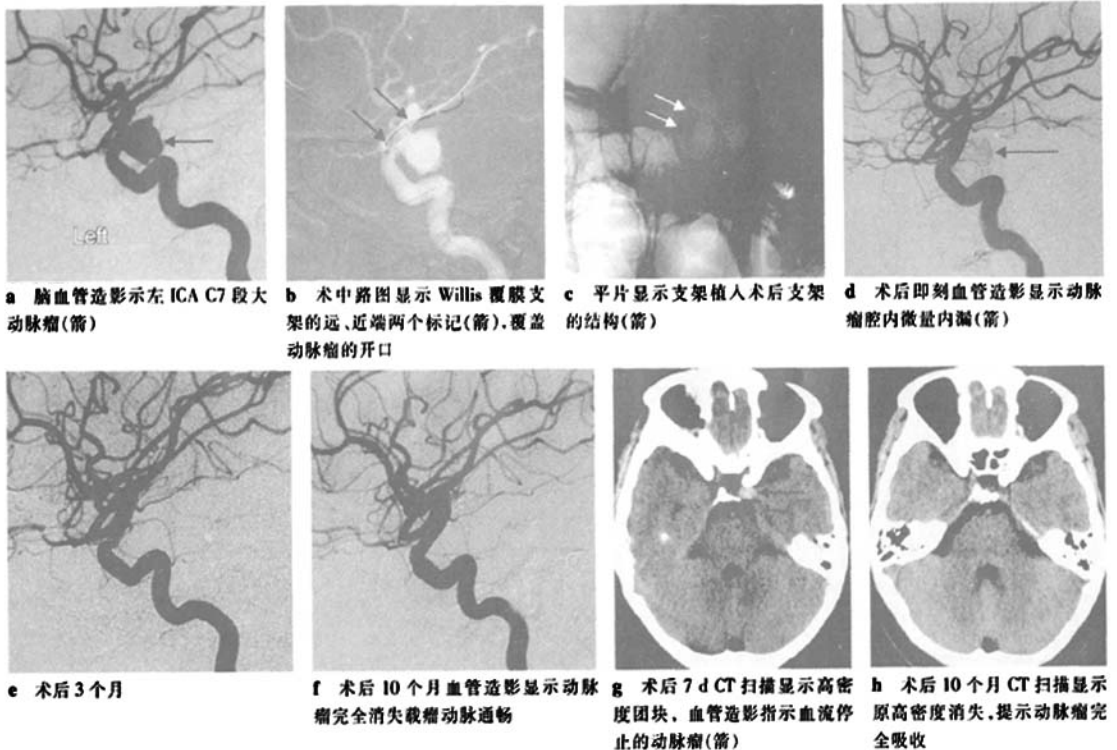 Left
a 脑血管造影示左 ICA C7 段大
动脉瘤(箭)
b 术中路图显示 Willis 覆膜支
架的远、近端两个标记(箭),覆盖
动脉瘤的开口
c 平片显示支架植入术后支架
的结构(箭)
d 术后即刻血管造影显示动脉
瘤腔内微量内漏(箭)
e 术后 3 个月
f 术后 10 个月血管造影显示动脉
瘤完全消失载瘤动脉通畅
g 术后 7 d CT 扫描显示高密
度团块,血管造影指示血流停
止的动脉瘤(箭)
h 术后 10 个月 CT 扫描显示
原高密度消失,提示动脉瘤完
全吸收